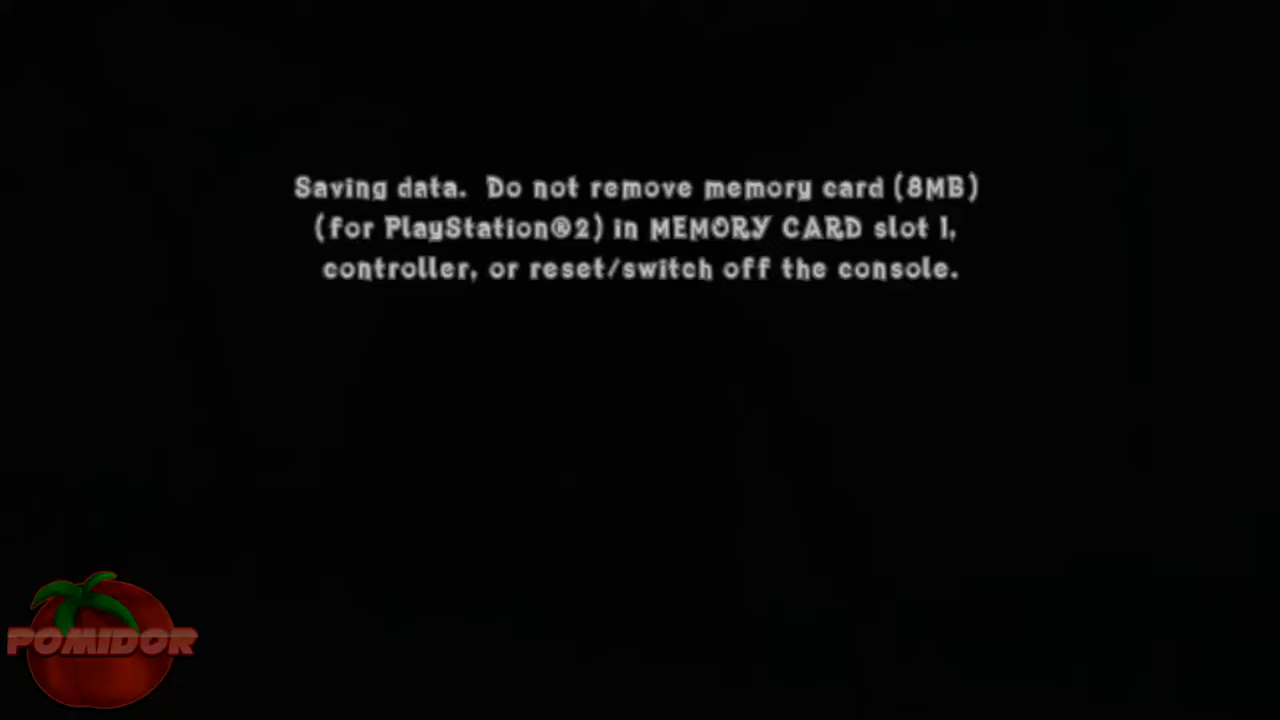 Saving data.  Do not remove memory card (8MB)
(for PlayStation®2) in MEMORY CARD slot 1,
controller, or reset/switch off the console.
POMIDOR